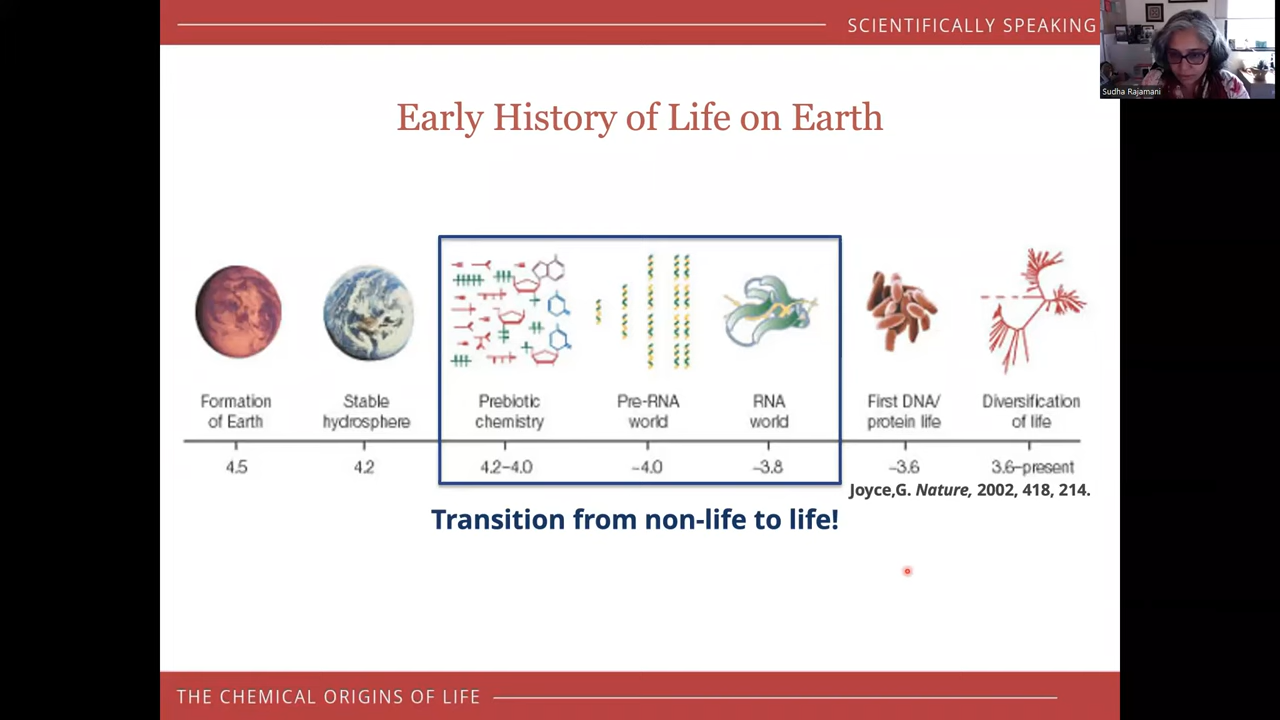 SCIENTIFICALLY SPEAKING
Sudha Rajamani
Early History of Life on Earth
Formation of Earth
Stable hydrosphere
Prebiotic chemistry
Pre-RNA world
RNA world
First DNA/ protein life
Diversification of life
4.5
4.2
4.2–4.0
~4.0
~3.8
~3.6
3.6–present
Joyce,G. Nature, 2002, 418, 214.
Transition from non-life to life!
THE CHEMICAL ORIGINS OF LIFE